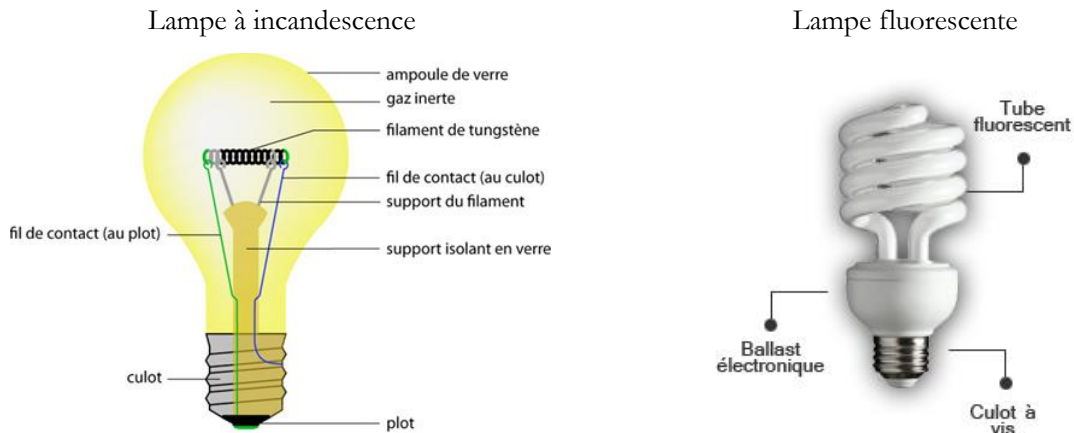 Lampe à incandescence
ampoule de verre
gaz inerte
filament de tungstène
fil de contact (au culot)
support du filament
fil de contact (au plot)
support isolant en verre
culot
plot
Lampe fluorescente
Tube
fluorescent
Ballast
électronique
Culot à
vis